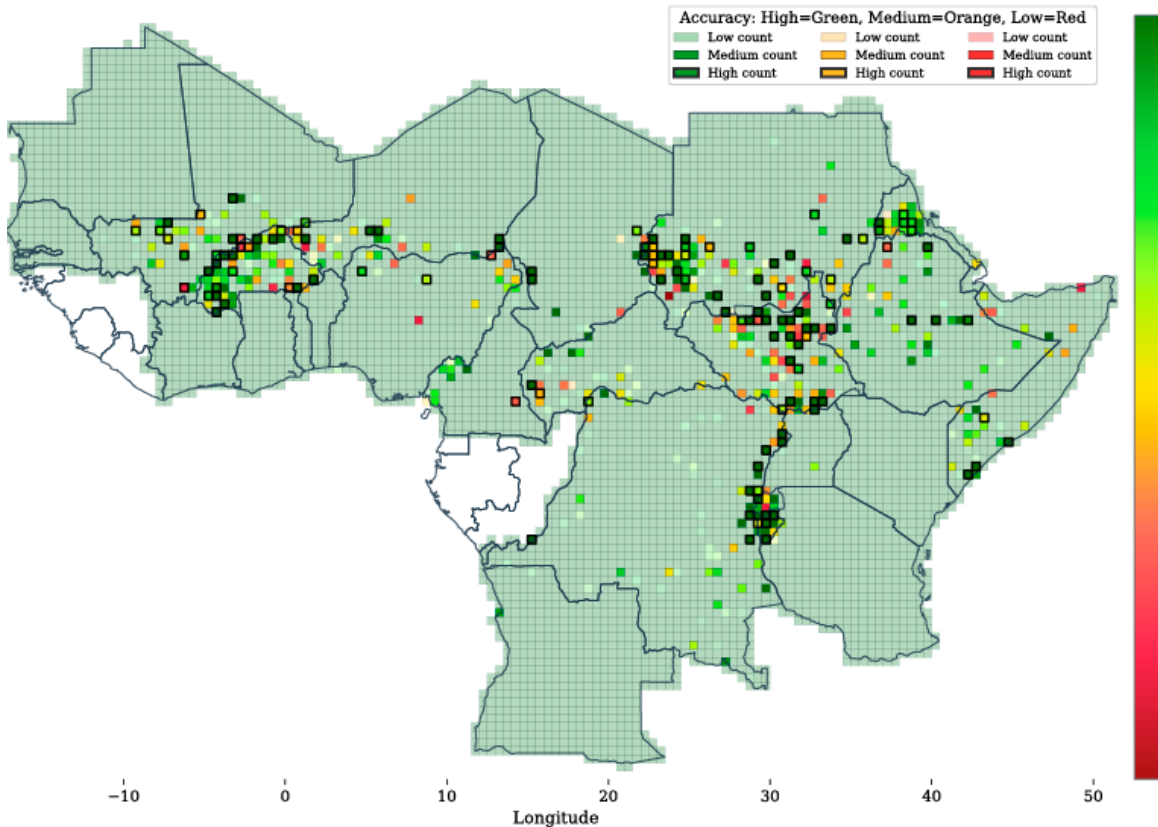 Accuracy: High=Green, Medium=Orange, Low=Red
Low count Low count Low count
Medium count Medium count Medium count
High count High count High count
−10 0 10 20 30 40 50
Longitude